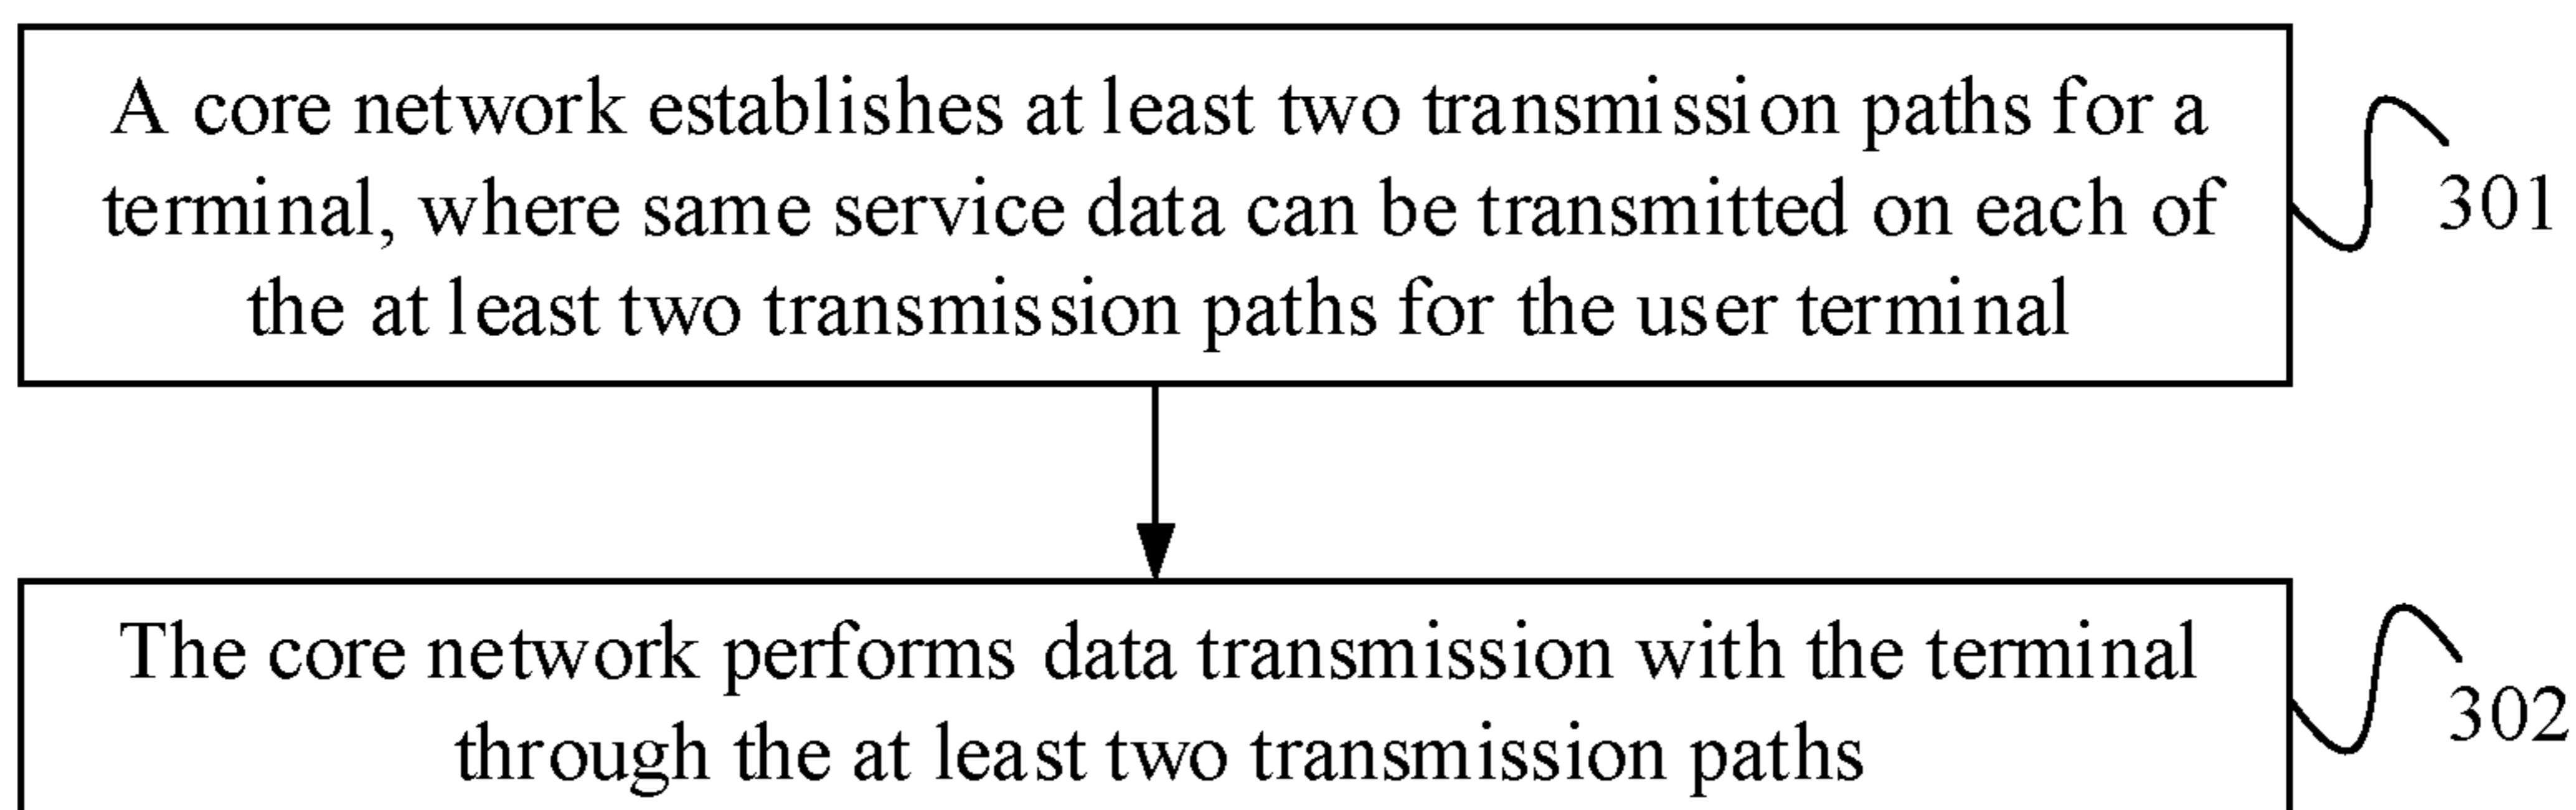 A core network establishes at least two transmission paths for a
terminal, where same service data can be transmitted on each of
the at least two transmission paths for the user terminal
301
The core network performs data transmission with the terminal
through the at least two transmission paths
302